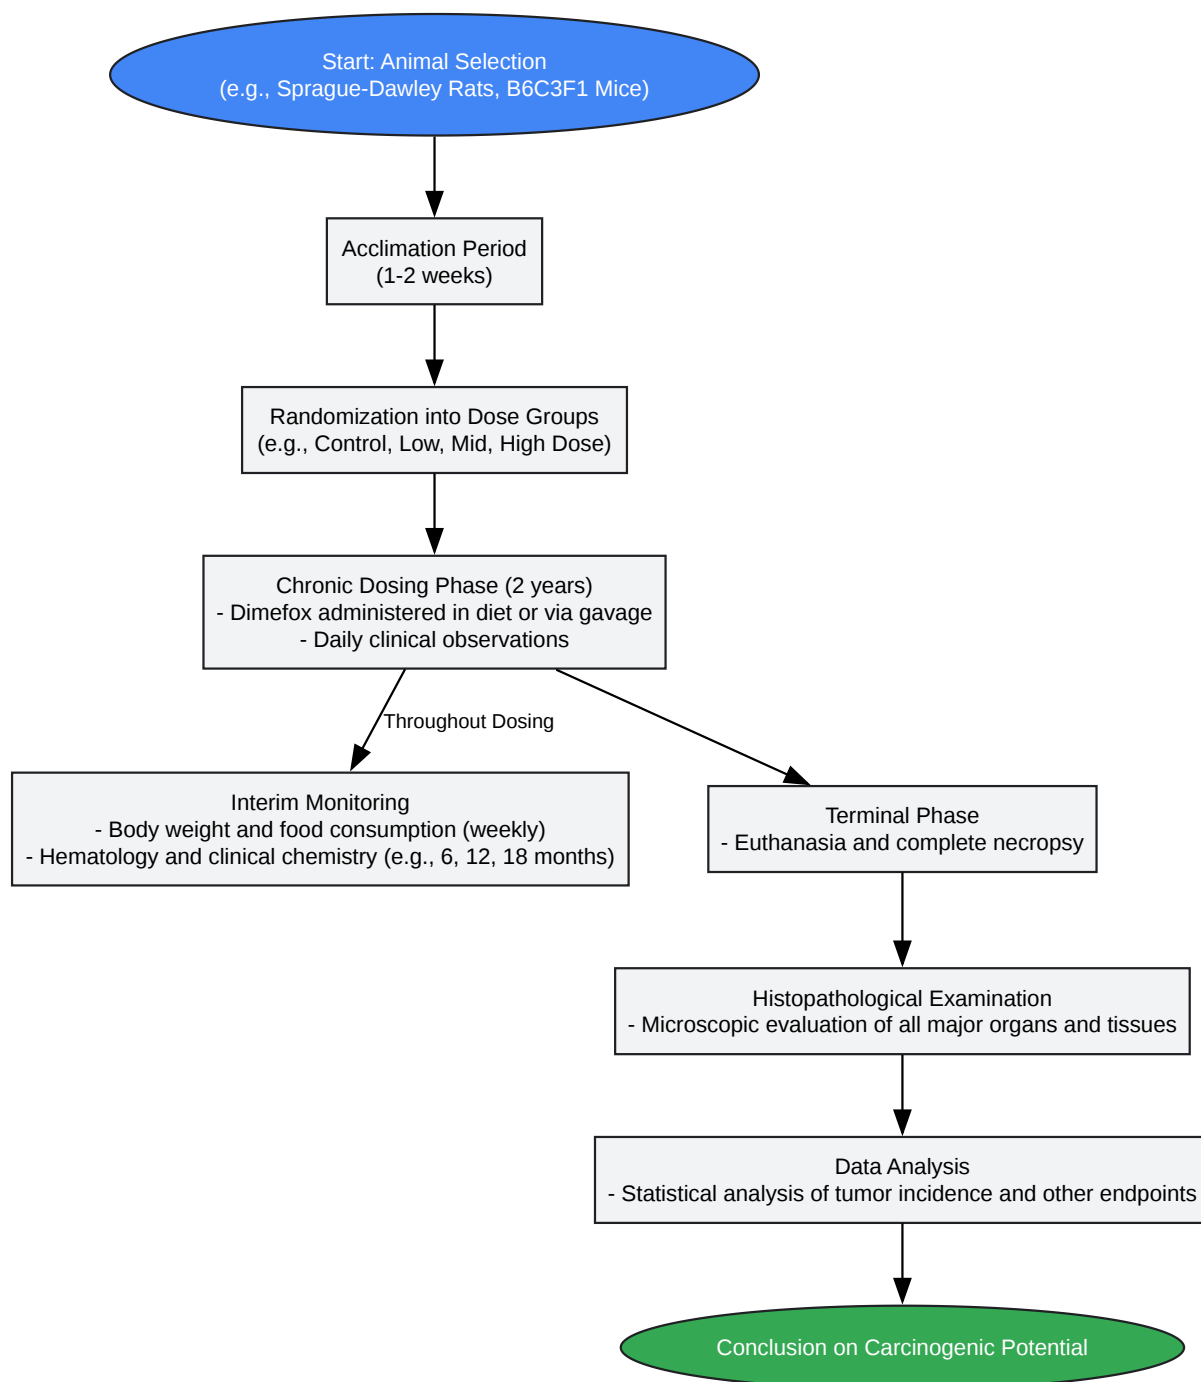 Start: Animal Selection
(e.g., Sprague-Dawley Rats, B6C3F1 Mice)
Acclimation Period
(1-2 weeks)
Randomization into Dose Groups
(e.g., Control, Low, Mid, High Dose)
Chronic Dosing Phase (2 years)
- Dimefox administered in diet or via gavage
- Daily clinical observations
Throughout Dosing
Interim Monitoring
- Body weight and food consumption (weekly)
- Hematology and clinical chemistry (e.g., 6, 12, 18 months)
Terminal Phase
- Euthanasia and complete necropsy
Histopathological Examination
- Microscopic evaluation of all major organs and tissues
Data Analysis
- Statistical analysis of tumor incidence and other endpoints
Conclusion on Carcinogenic Potential